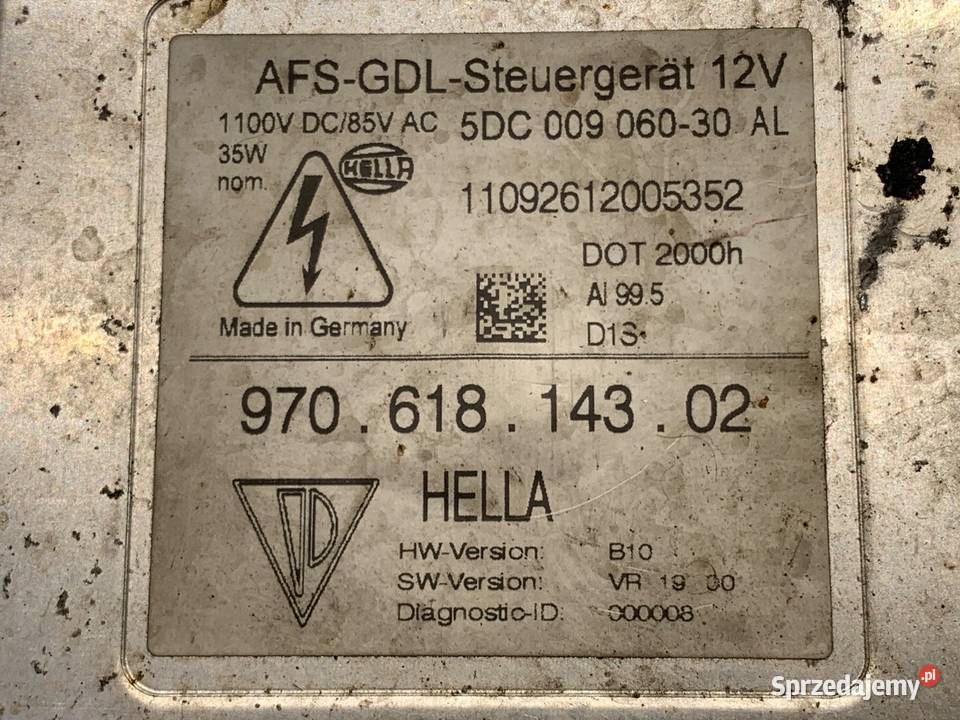 AFS-GDL-Steuergerät 12V
1100V DC/85V AC 5DC 009 060-30 AL
35W
nom.
HELLA
11092612005352
DOT 2000h
Al 99.5
D1S
Made in Germany
970 . 618 . 143 . 02
HELLA
HW-Version: B10
SW-Version: VR 19 00
Diagnostic-ID: 000008
Sprzedajemy.pl